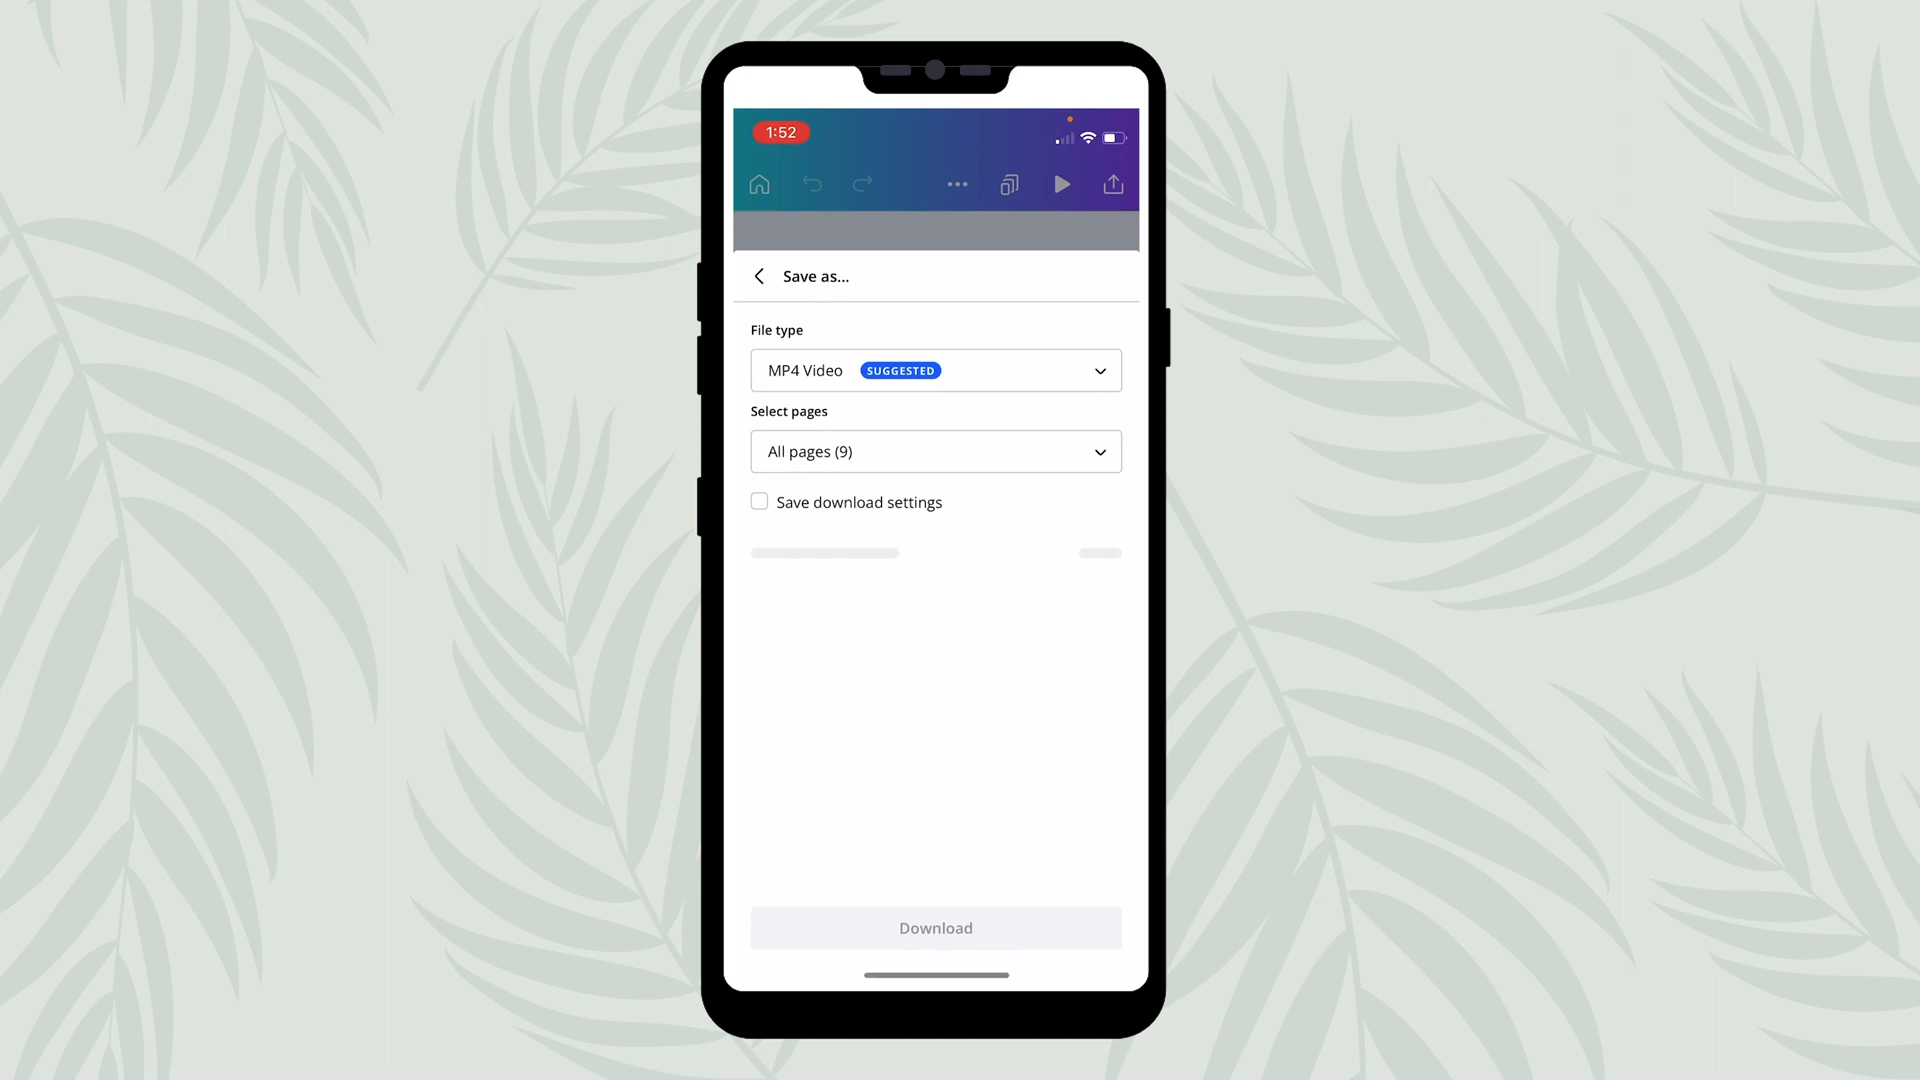 1:52
Save as...
File type
MP4 Video SUGGESTED
Select pages
All pages (9)
Save download settings
Download